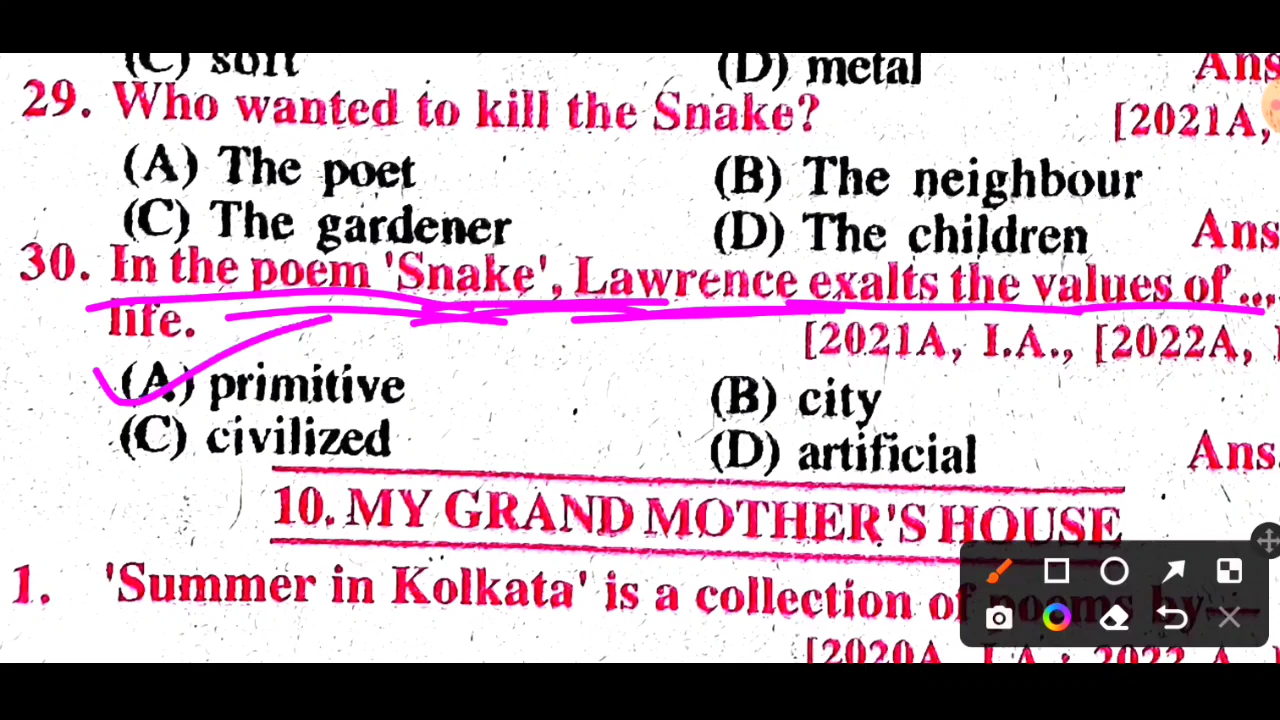 (C) soft (D) metal Ans
29. Who wanted to kill the Snake? [2021A,
(A) The poet (B) The neighbour
(C) The gardener (D) The children Ans
30. In the poem 'Snake', Lawrence exalts the values of ....
life. [2021A, I.A., [2022A,
(A) primitive (B) city
(C) civilized (D) artificial Ans.
10. MY GRAND MOTHER'S HOUSE
1. 'Summer in Kolkata' is a collection of poems by—
[2020A, I.A.; 2022 A,